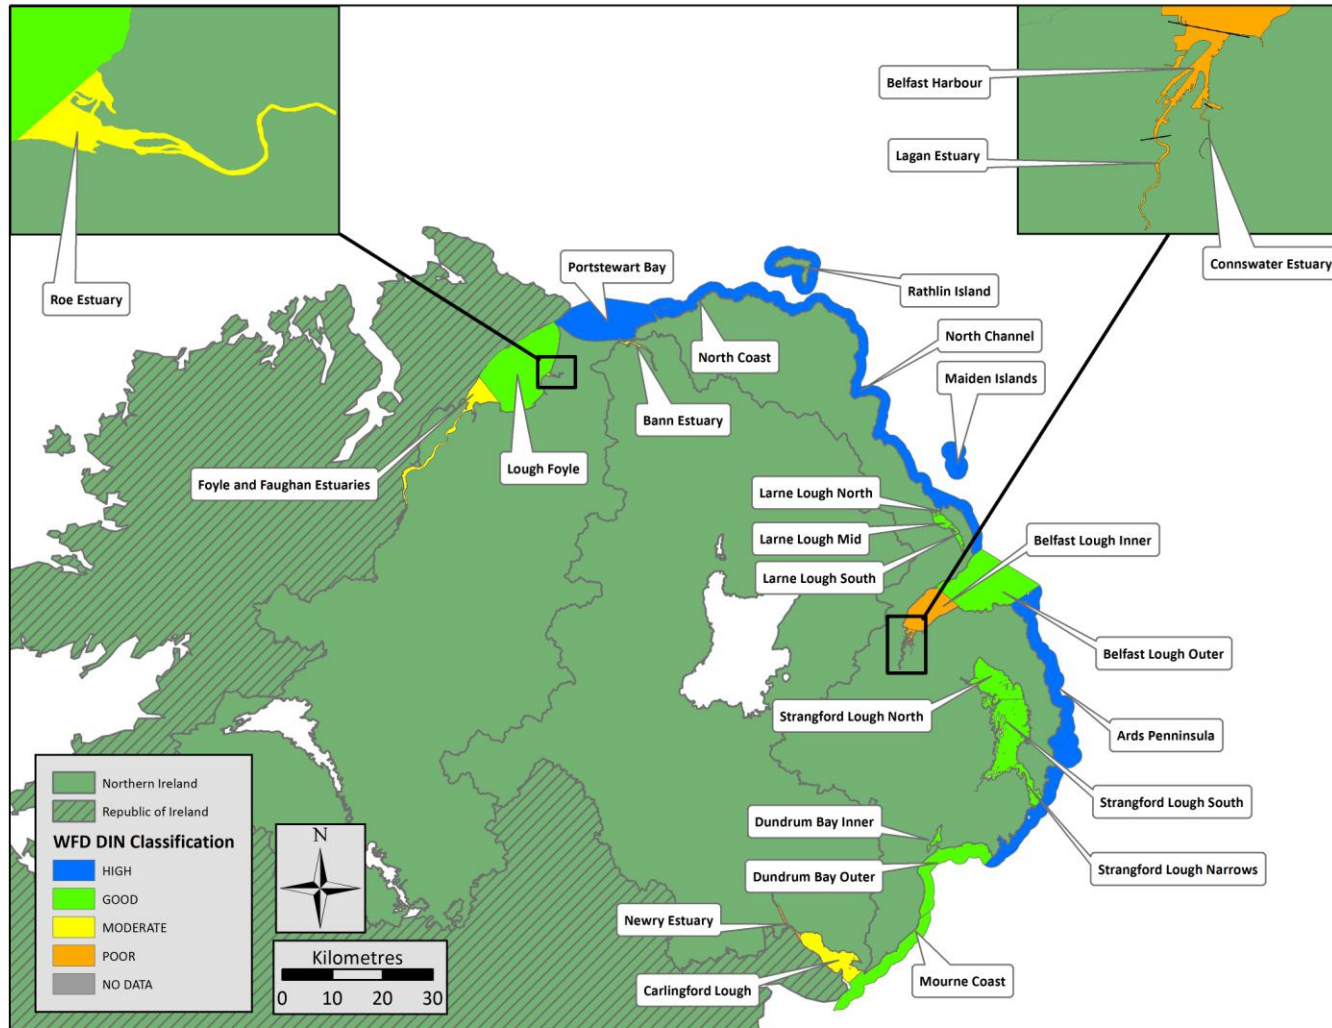 Belfast Harbour
Lagan Estuary
Connswater Estuary
Roe Estuary
Portstewart Bay
Rathlin Island
North Coast
North Channel
Maiden Islands
Bann Estuary
Lough Foyle
Foyle and Faughan Estuaries
Larne Lough North
Larne Lough Mid
Larne Lough South
Belfast Lough Inner
Belfast Lough Outer
Strangford Lough North
Ards Penninsula
Strangford Lough South
Dundrum Bay Inner
Strangford Lough Narrows
Dundrum Bay Outer
Newry Estuary
Carlingford Lough
Mourne Coast
Northern Ireland
Republic of Ireland
WFD DIN Classification
HIGH
GOOD
MODERATE
POOR
NO DATA
N
Kilometres
0 10 20 30